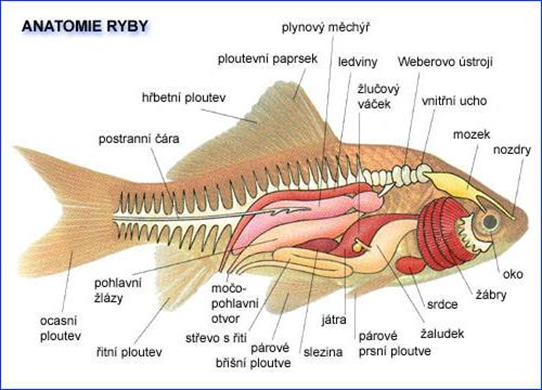 ANATOMIE RYBY
plynový měchýř
ploutevní paprsek
ledviny
Weberovo ústrojí
žlučový
váček
hřbetní ploutev
vnitřní ucho
postranní čára
mozek
nozdry
pohlavní
žlázy
močo-
pohlavní
otvor
oko
žábry
srdce
ocasní
ploutev
játra
žaludek
střevo s řití
párové
prsní ploutve
řitní ploutev
párové
břišní ploutve
slezina